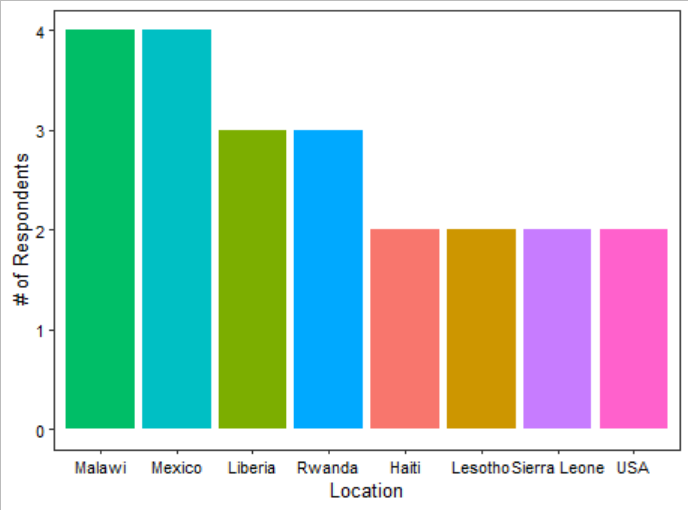 # of Respondents
4
3
2
1
0
Malawi Mexico Liberia Rwanda Haiti Lesotho Sierra Leone USA
Location